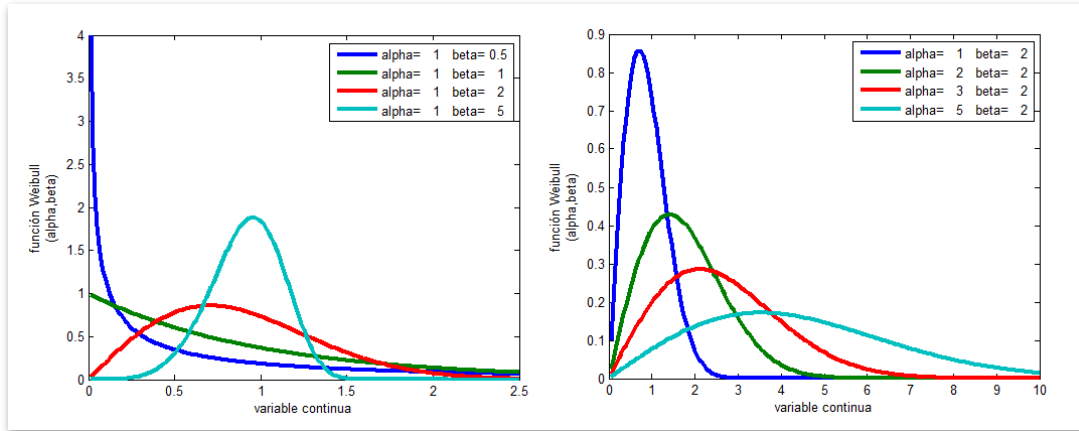 función Weibull
(alpha,beta)
4
3.5
3
2.5
2
1.5
1
0.5
0
0
0.5
1
1.5
2
2.5
variable continua
alpha= 1 beta= 0.5
alpha= 1 beta= 1
alpha= 1 beta= 2
alpha= 1 beta= 5
función Weibull
(alpha,beta)
0.9
0.8
0.7
0.6
0.5
0.4
0.3
0.2
0.1
0
0
1
2
3
4
5
6
7
8
9
10
variable continua
alpha= 1 beta= 2
alpha= 2 beta= 2
alpha= 3 beta= 2
alpha= 5 beta= 2